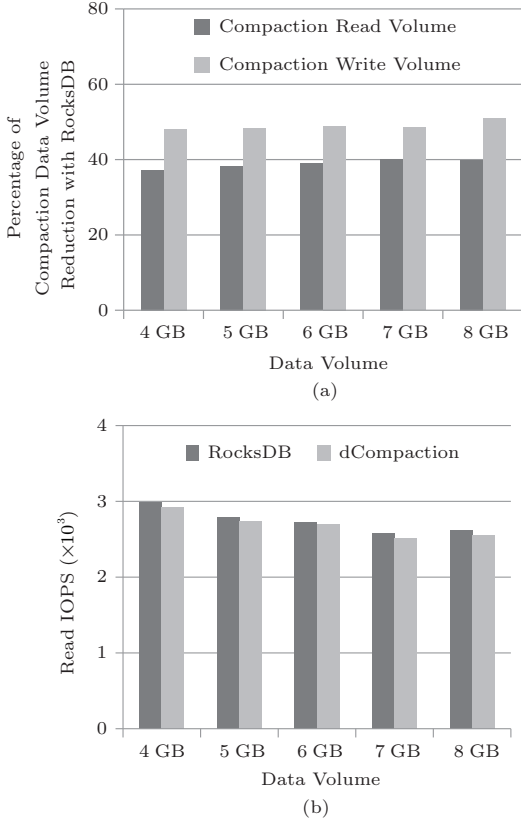 80
Compaction Read Volume
Compaction Write Volume
60
40
20
0
Percentage of
Compaction Data Volume
Reduction with RocksDB
4 GB 5 GB 6 GB 7 GB 8 GB
Data Volume
(a)
4
RocksDB dCompaction
3
2
1
0
Read IOPS (×10³)
4 GB 5 GB 6 GB 7 GB 8 GB
Data Volume
(b)